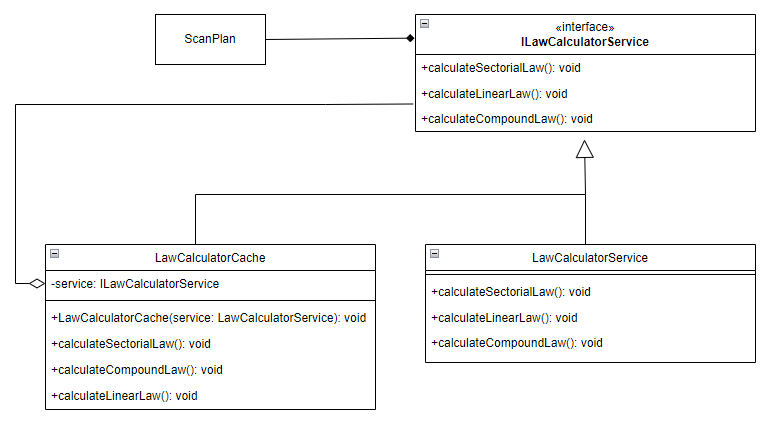 ScanPlan
«interface»
ILawCalculatorService
+calculateSectorialLaw(): void
+calculateLinearLaw(): void
+calculateCompoundLaw(): void
LawCalculatorCache
-service: ILawCalculatorService
+LawCalculatorCache(service: LawCalculatorService): void
+calculateSectorialLaw(): void
+calculateCompoundLaw(): void
+calculateLinearLaw(): void
LawCalculatorService
+calculateSectorialLaw(): void
+calculateLinearLaw(): void
+calculateCompoundLaw(): void